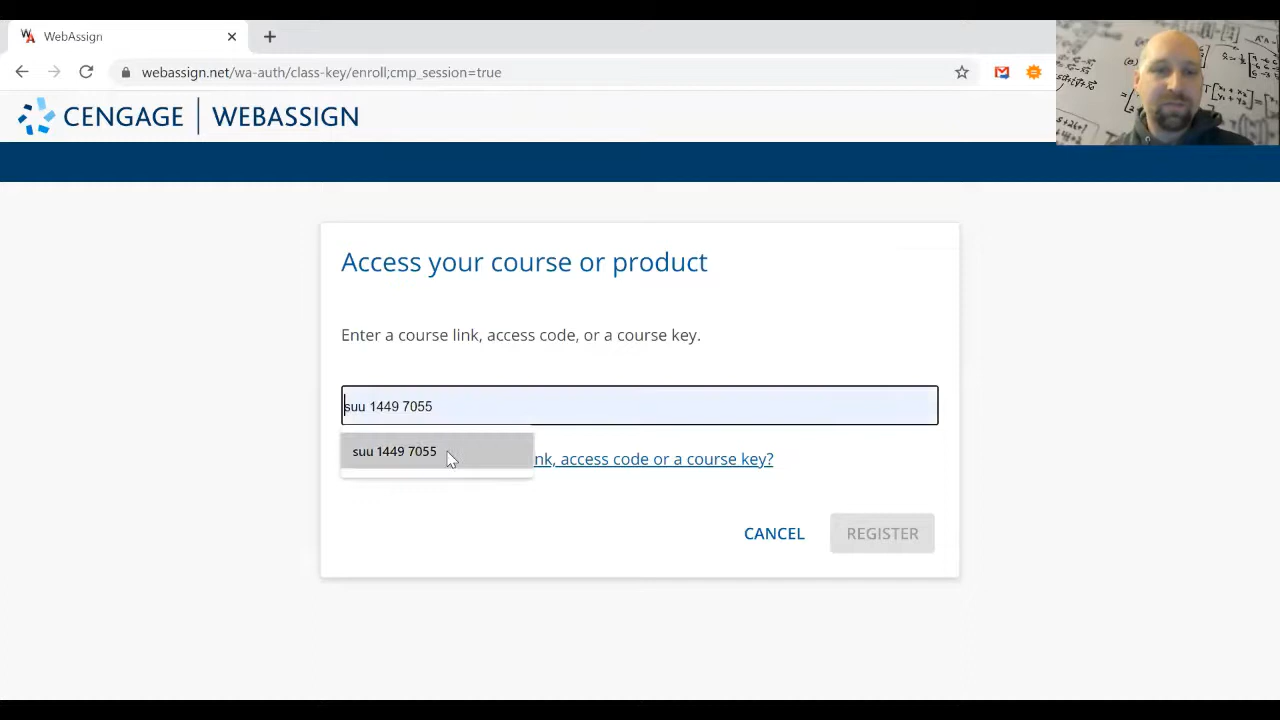 WebAssign
webassign.net/wa-auth/class-key/enroll;cmp_session=true
CENGAGE | WEBASSIGN
Access your course or product
Enter a course link, access code, or a course key.
suu 1449 7055
suu 1449 7055
nk, access code or a course key?
CANCEL
REGISTER